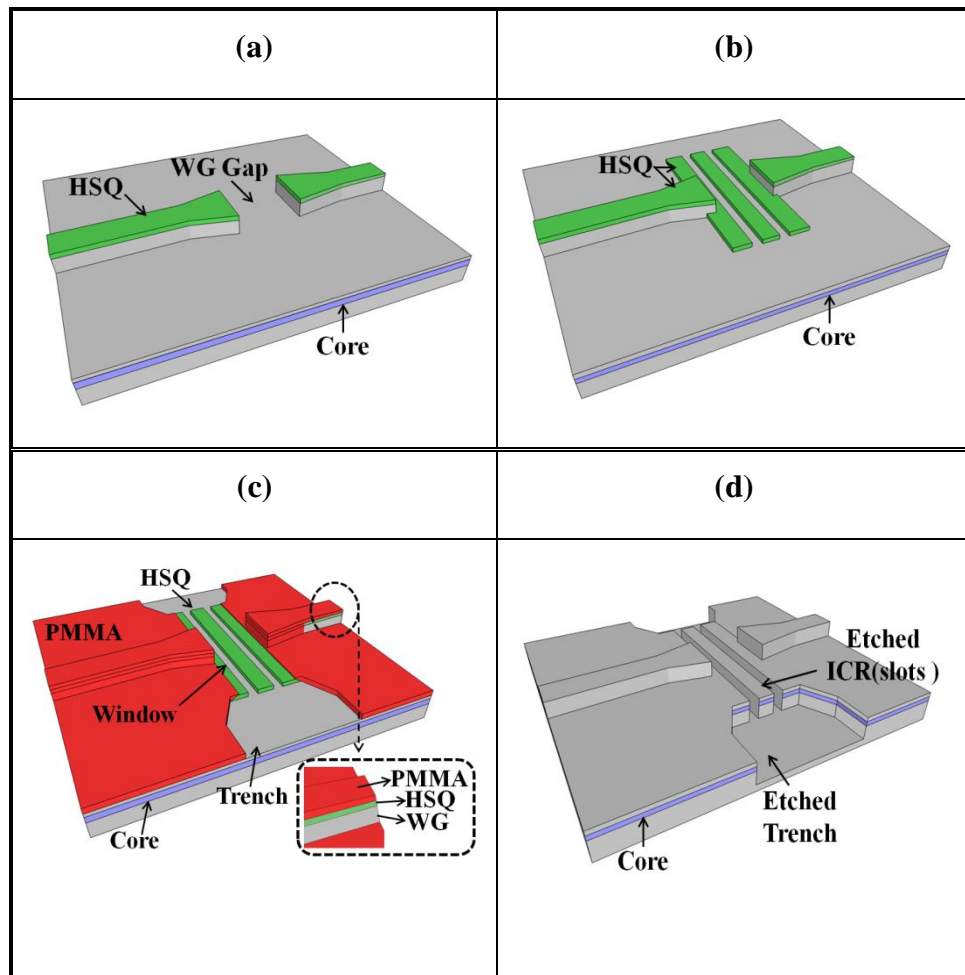 (a)
WG Gap
HSQ
Core
(b)
HSQ
Core
(c)
HSQ
PMMA
Window
Trench
Core
PMMA
HSQ
WG
(d)
Etched
ICR(slots )
Etched
Trench
Core